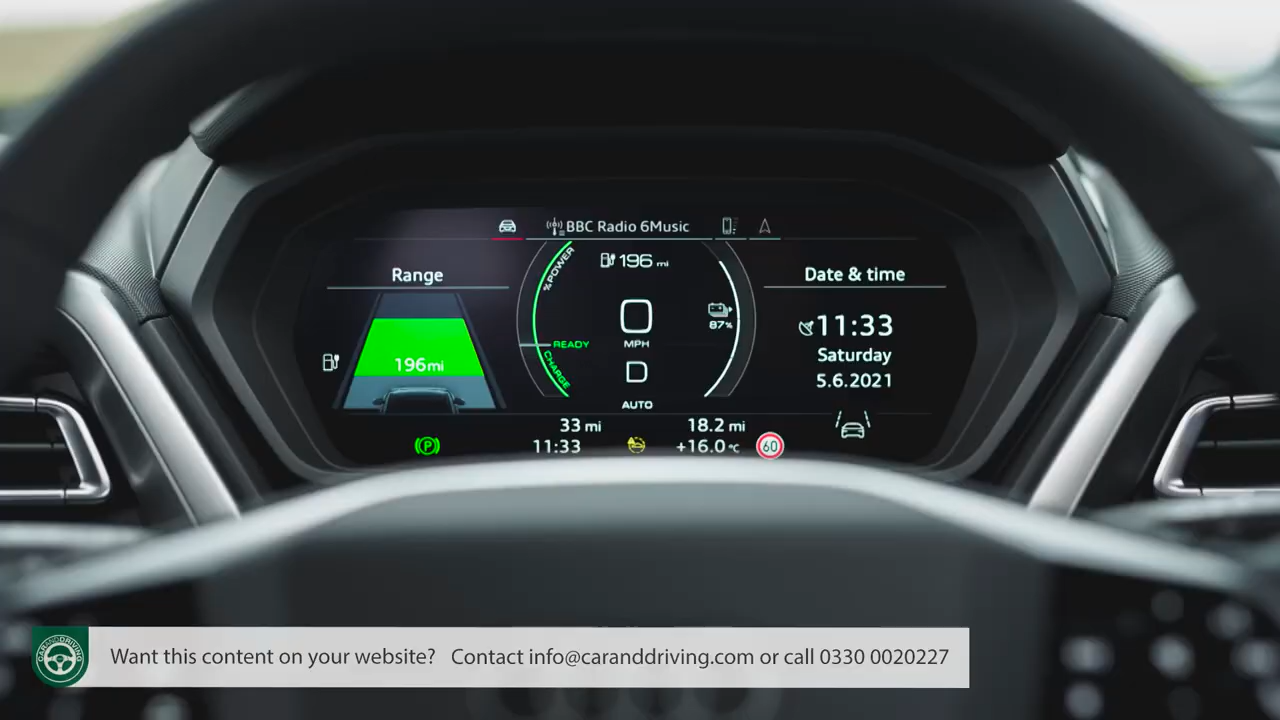 BBC Radio 6Music
Range
196mi
% POWER
196 mi
READY
CHARGE
0
MPH
D
AUTO
87%
Date & time
11:33
Saturday
5.6.2021
33 mi
18.2 mi
P
11:33
+16.0°C
60
CARANDDRIVING
Want this content on your website? Contact info@caranddriving.com or call 0330 0020227